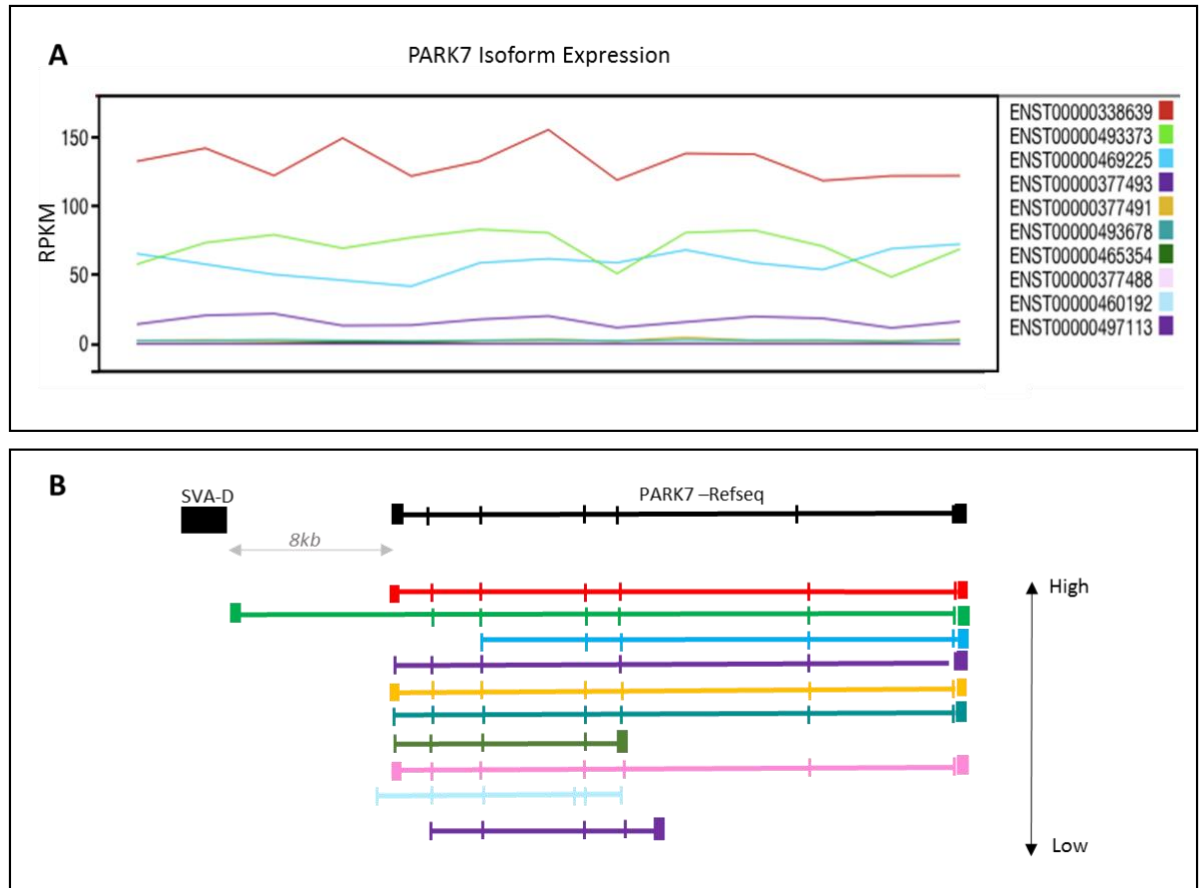 A
PARK7 Isoform Expression
RPKM
150
100
50
0
ENST00000338639
ENST00000493373
ENST00000469225
ENST00000377493
ENST00000377491
ENST00000493678
ENST00000465354
ENST00000377488
ENST00000460192
ENST00000497113
B
SVA-D
PARK7 –Refseq
8kb
High
Low